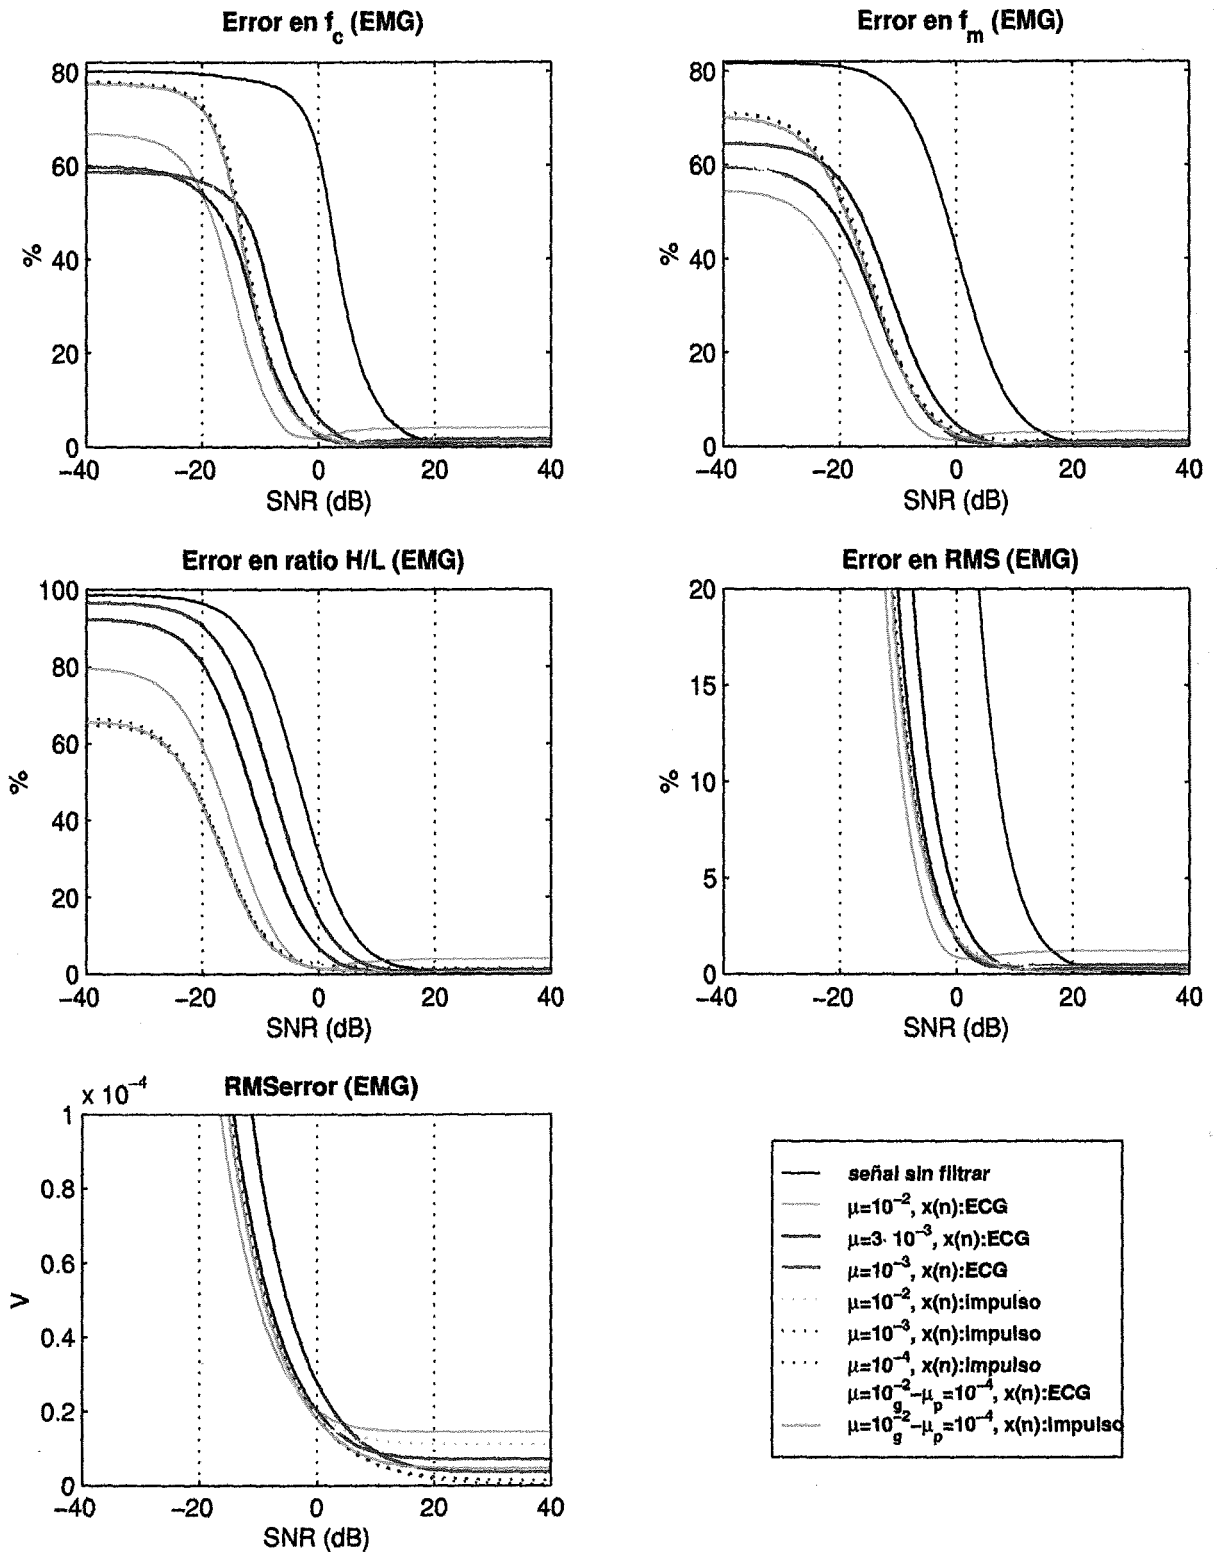 Error en f_c (EMG)
80
60
40
20
0
%
−40 −20 0 20 40
SNR (dB)
Error en f_m (EMG)
80
60
40
20
0
%
−40 −20 0 20 40
SNR (dB)
Error en ratio H/L (EMG)
100
80
60
40
20
0
%
−40 −20 0 20 40
SNR (dB)
Error en RMS (EMG)
20
15
10
5
0
%
−40 −20 0 20 40
SNR (dB)
x 10⁻⁴ RMSerror (EMG)
1
0.8
0.6
0.4
0.2
0
V
−40 −20 0 20 40
SNR (dB)
señal sin filtrar
μ=10⁻², x(n):ECG
μ=3· 10⁻³, x(n):ECG
μ=10⁻³, x(n):ECG
μ=10⁻², x(n):Impulso
μ=10⁻³, x(n):Impulso
μ=10⁻⁴, x(n):Impulso
μ=10_g⁻²−μ_p=10⁻⁴, x(n):ECG
μ=10_g⁻²−μ_p=10⁻⁴, x(n):Impulso